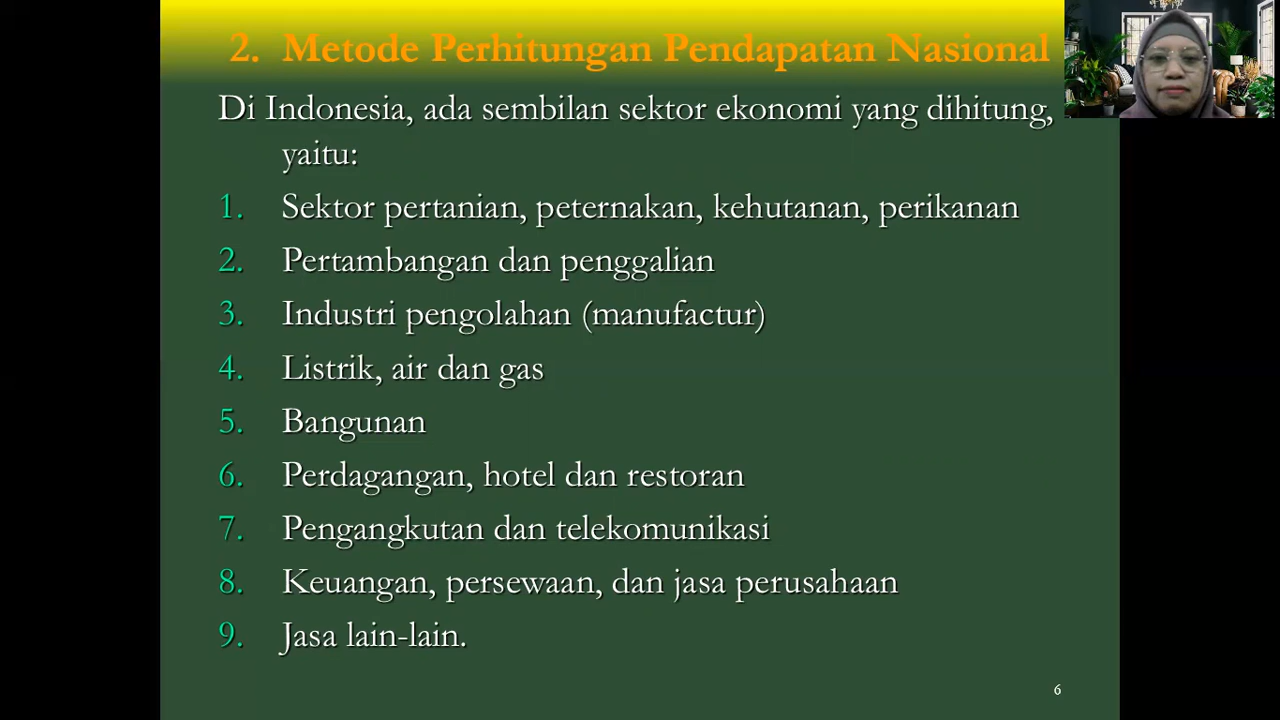 2. Metode Perhitungan Pendapatan Nasional
Di Indonesia, ada sembilan sektor ekonomi yang dihitung,
yaitu:
1. Sektor pertanian, peternakan, kehutanan, perikanan
2. Pertambangan dan penggalian
3. Industri pengolahan (manufactur)
4. Listrik, air dan gas
5. Bangunan
6. Perdagangan, hotel dan restoran
7. Pengangkutan dan telekomunikasi
8. Keuangan, persewaan, dan jasa perusahaan
9. Jasa lain-lain.
6